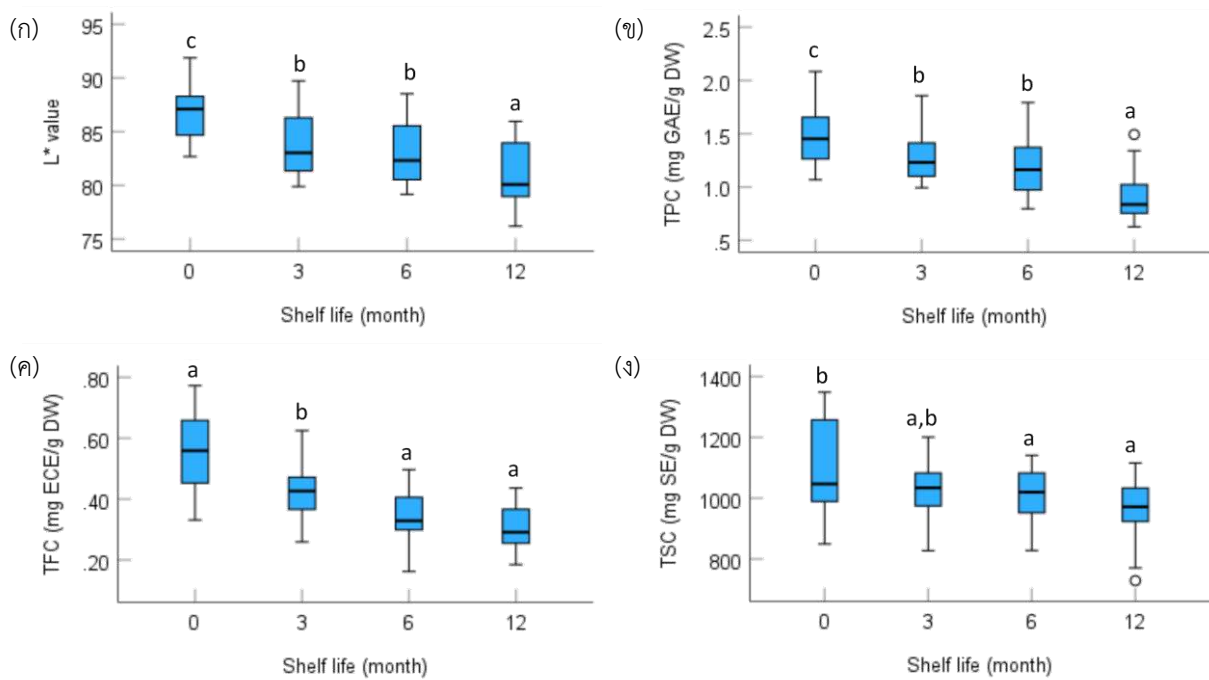 (ก)
L* value
95
90
85
80
75
c
b
b
a
0 3 6 12
Shelf life (month)
(ข)
TPC (mg GAE/g DW)
2.5
2.0
1.5
1.0
.5
c
b
b
a
0 3 6 12
Shelf life (month)
(ค)
TFC (mg ECE/g DW)
.80
.60
.40
.20
a
b
a
a
0 3 6 12
Shelf life (month)
(ง)
TSC (mg SE/g DW)
1400
1200
1000
800
b
a,b
a
a
0 3 6 12
Shelf life (month)